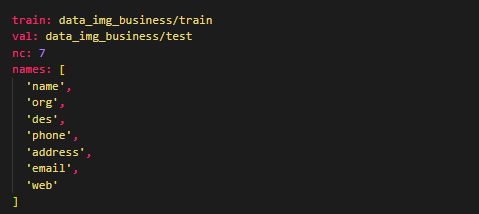 train: data_img_business/train
val: data_img_business/test
nc: 7
names: [
'name',
'org',
'des',
'phone',
'address',
'email',
'web'
]